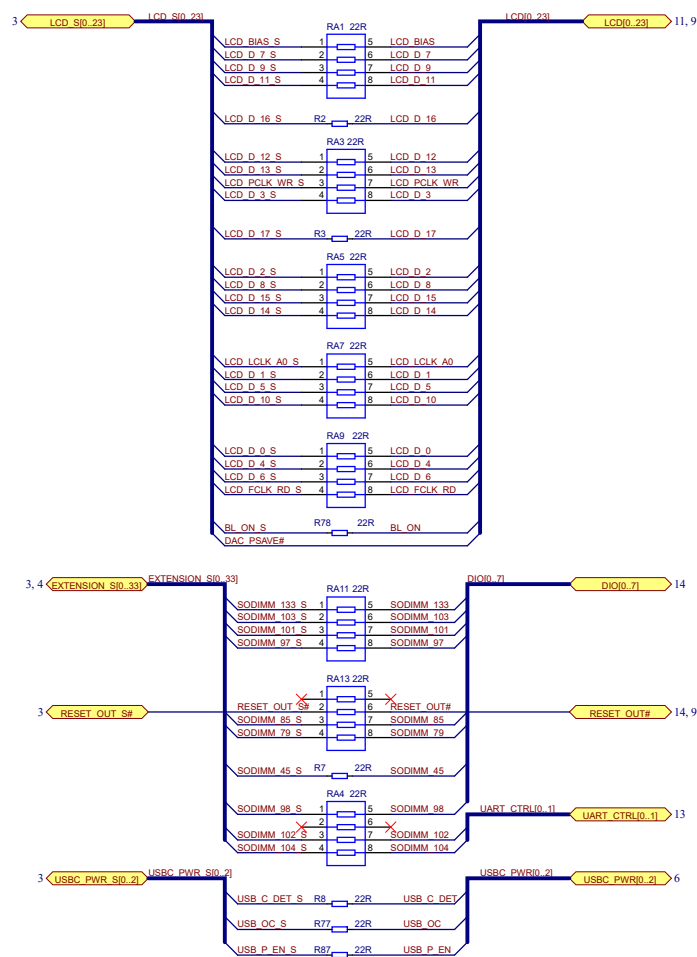 3 LCD_S[0..23] LCD_S[0..23] LCD[0..23] LCD[0..23] 11, 9
RA1 22R
LCD_BIAS_S 1 5 LCD_BIAS
LCD_D_7_S 2 6 LCD_D_7
LCD_D_9_S 3 7 LCD_D_9
LCD_D_11_S 4 8 LCD_D_11
LCD_D_16_S R2 22R LCD_D_16
RA3 22R
LCD_D_12_S 1 5 LCD_D_12
LCD_D_13_S 2 6 LCD_D_13
LCD_PCLK_WR_S 3 7 LCD_PCLK_WR
LCD_D_3_S 4 8 LCD_D_3
LCD_D_17_S R3 22R LCD_D_17
RA5 22R
LCD_D_2_S 1 5 LCD_D_2
LCD_D_8_S 2 6 LCD_D_8
LCD_D_15_S 3 7 LCD_D_15
LCD_D_14_S 4 8 LCD_D_14
RA7 22R
LCD_LCLK_A0_S 1 5 LCD_LCLK_A0
LCD_D_1_S 2 6 LCD_D_1
LCD_D_5_S 3 7 LCD_D_5
LCD_D_10_S 4 8 LCD_D_10
RA9 22R
LCD_D_0_S 1 5 LCD_D_0
LCD_D_4_S 2 6 LCD_D_4
LCD_D_6_S 3 7 LCD_D_6
LCD_FCLK_RD_S 4 8 LCD_FCLK_RD
BL_ON_S R78 22R BL_ON
DAC_PSAVE#
3, 4 EXTENSION_S[0..33] EXTENSION_S[0..33] DIO[0..7] DIO[0..7] 14
RA11 22R
SODIMM_133_S 1 5 SODIMM_133
SODIMM_103_S 2 6 SODIMM_103
SODIMM_101_S 3 7 SODIMM_101
SODIMM_97_S 4 8 SODIMM_97
RA13 22R
1 5
3 RESET_OUT_S# RESET_OUT_S# 2 6 RESET_OUT# RESET_OUT# 14, 9
SODIMM_85_S 3 7 SODIMM_85
SODIMM_79_S 4 8 SODIMM_79
SODIMM_45_S R7 22R SODIMM_45
RA4 22R
SODIMM_98_S 1 5 SODIMM_98
UART_CTRL[0..1] UART_CTRL[0..1] 13
2 6
SODIMM_102_S 3 7 SODIMM_102
SODIMM_104_S 4 8 SODIMM_104
3 USBC_PWR_S[0..2] USBC_PWR_S[0..2] USBC_PWR[0..2] USBC_PWR[0..2] 6
USB_C_DET_S R8 22R USB_C_DET
USB_OC_S R77 22R USB_OC
USB_P_EN_S R87 22R USB_P_EN